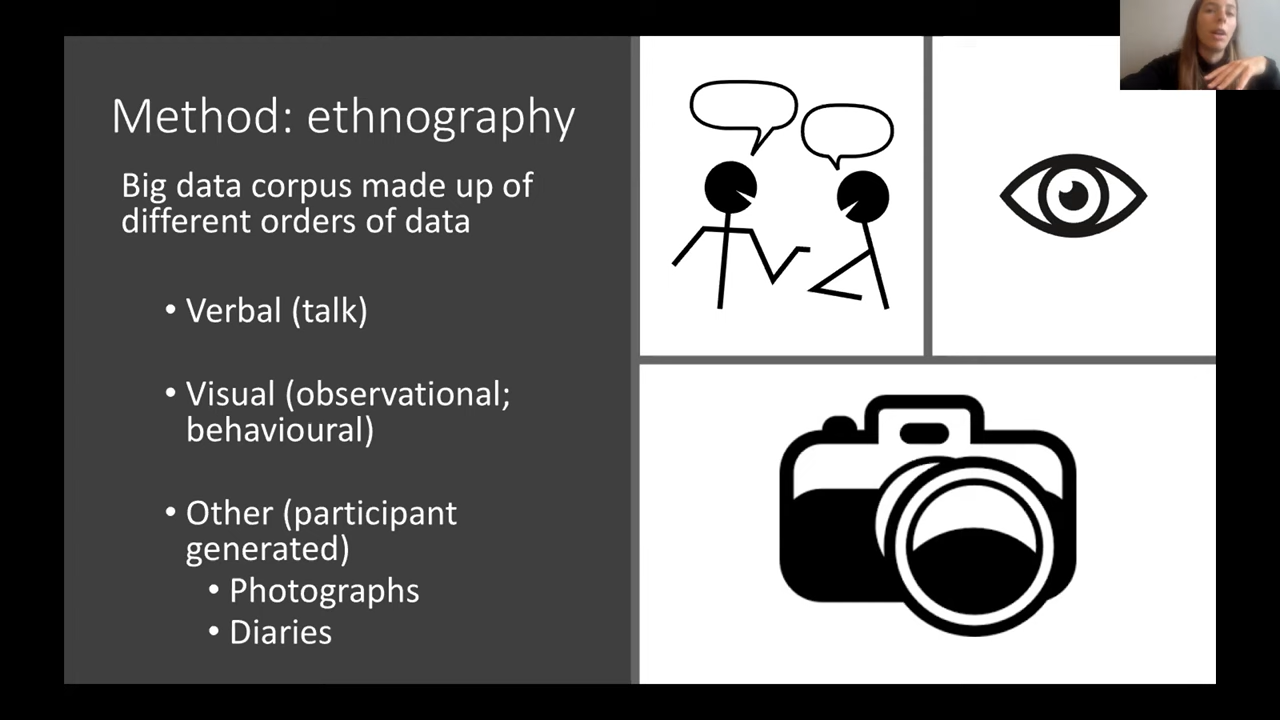 Method: ethnography
Big data corpus made up of
different orders of data
• Verbal (talk)
• Visual (observational;
behavioural)
• Other (participant
generated)
• Photographs
• Diaries